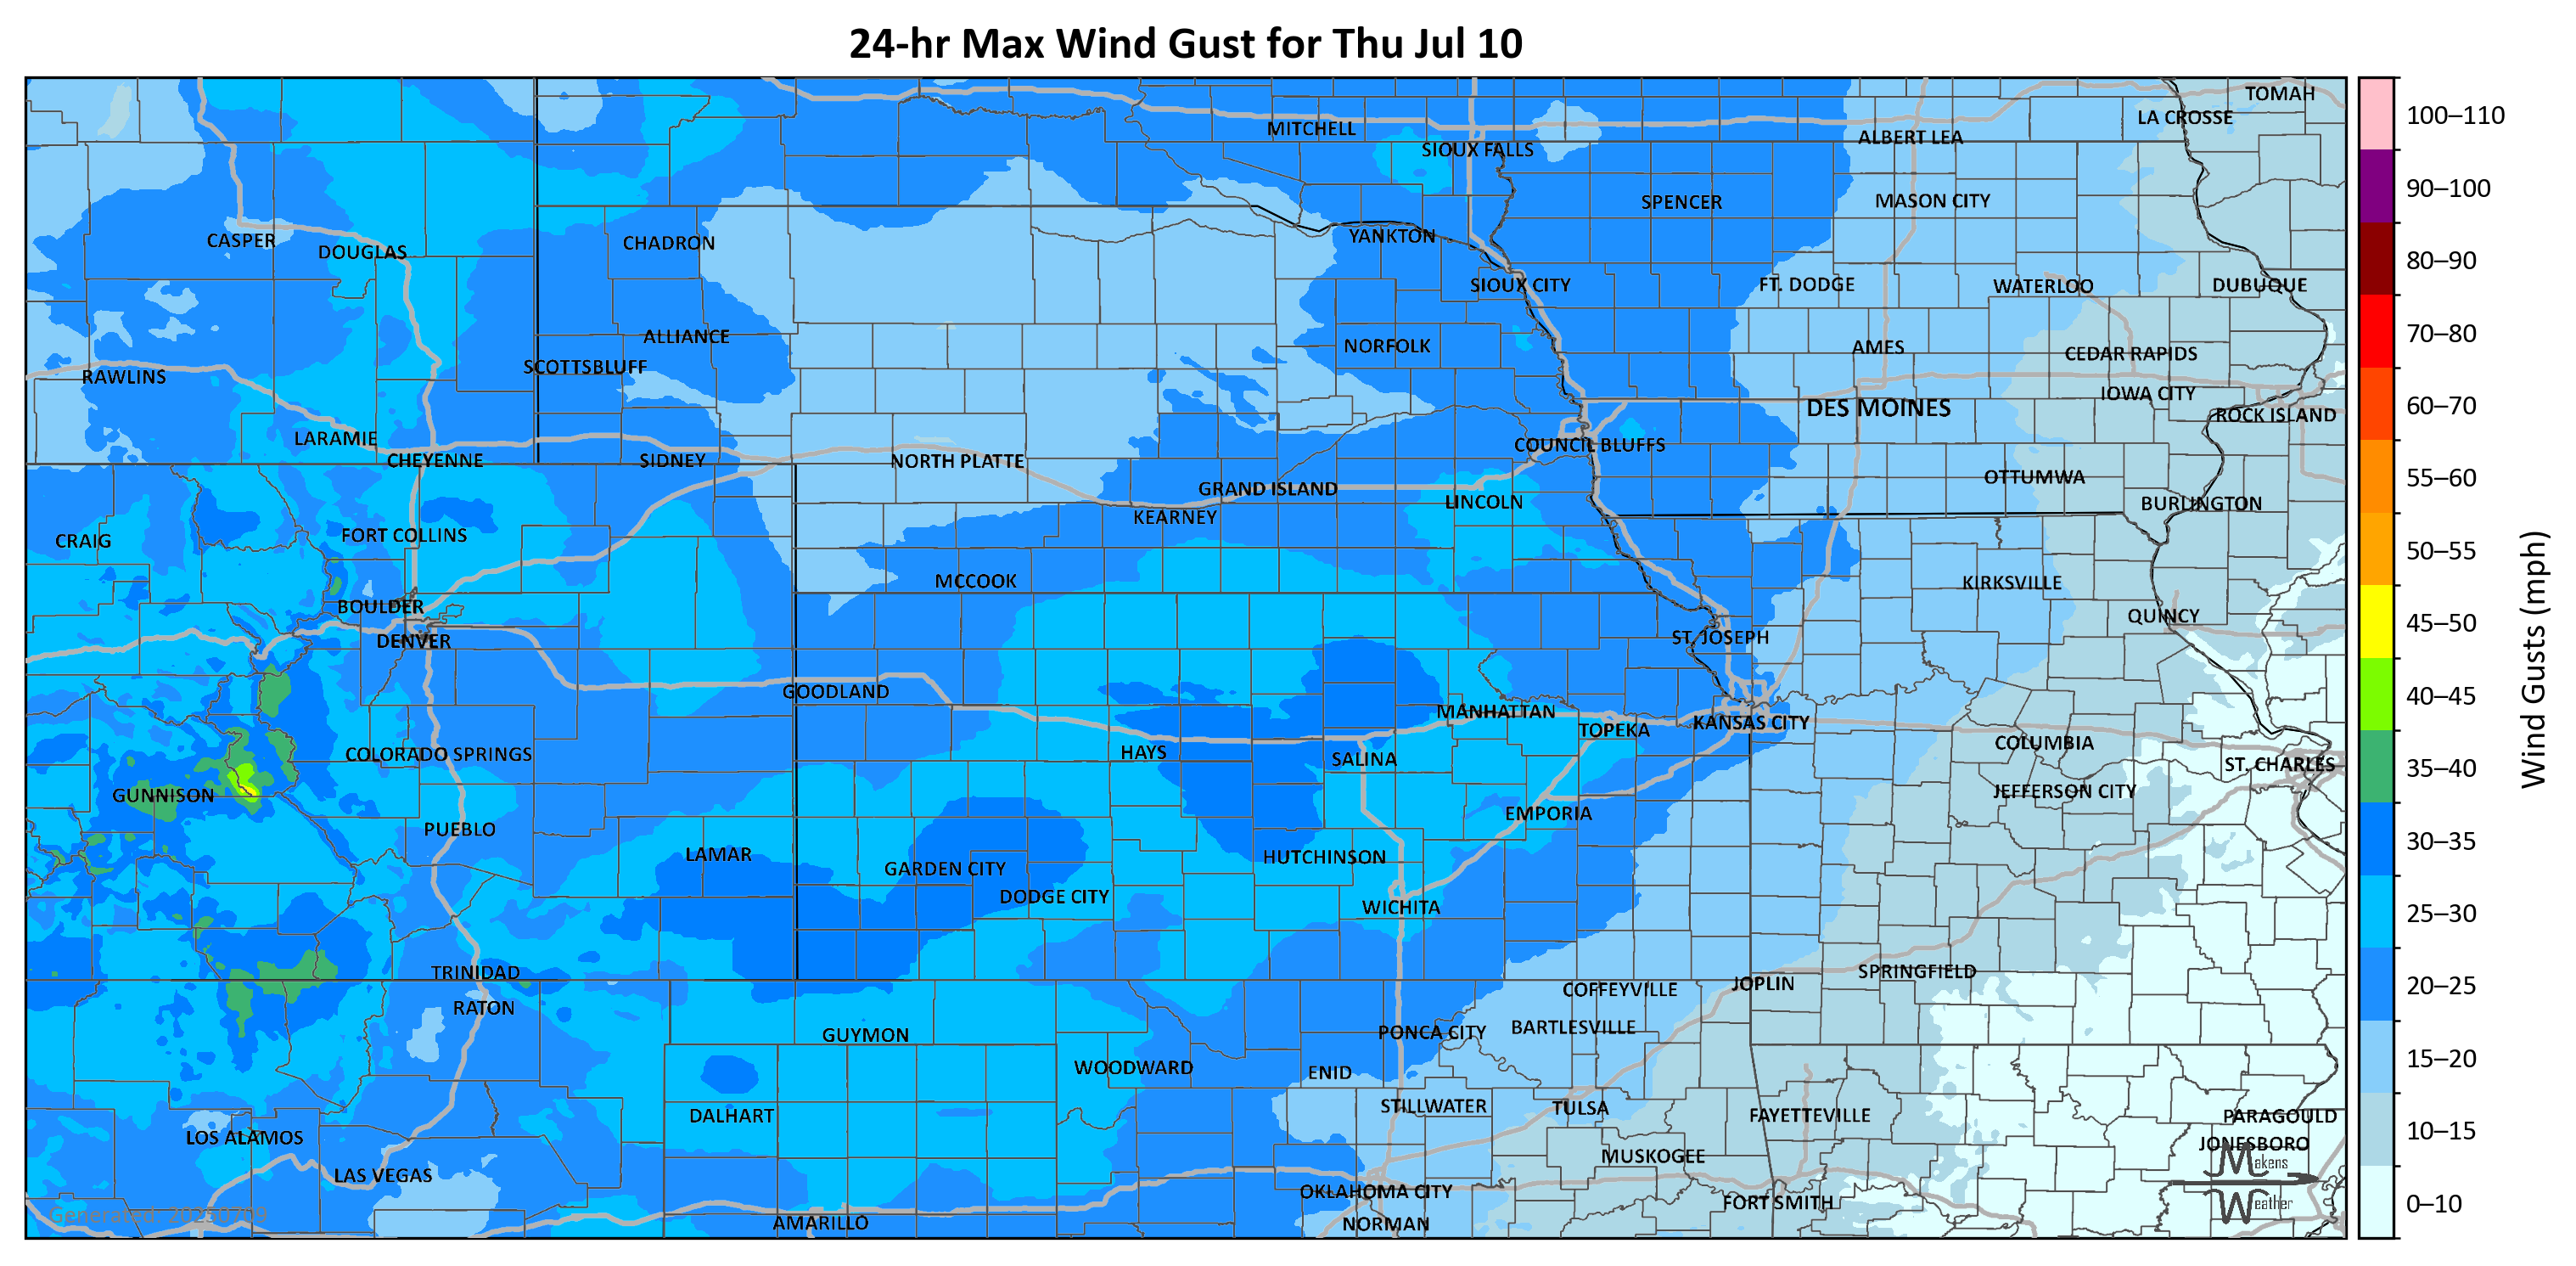 24-hr Max Wind Gust for Thu Jul 10
TOMAH
LA CROSSE
MITCHELL
ALBERT LEA
SIOUX FALLS
SPENCER
MASON CITY
CASPER
DOUGLAS
CHADRON
YANKTON
SIOUX CITY
FT. DODGE
WATERLOO
DUBUQUE
ALLIANCE
NORFOLK
AMES
CEDAR RAPIDS
SCOTTSBLUFF
RAWLINS
IOWA CITY
DES MOINES
ROCK ISLAND
LARAMIE
COUNCIL BLUFFS
CHEYENNE
SIDNEY
NORTH PLATTE
OTTUMWA
GRAND ISLAND
LINCOLN
BURLINGTON
KEARNEY
FORT COLLINS
CRAIG
MCCOOK
KIRKSVILLE
BOULDER
QUINCY
DENVER
ST. JOSEPH
GOODLAND
MANHATTAN
KANSAS CITY
TOPEKA
COLUMBIA
COLORADO SPRINGS
HAYS
SALINA
ST. CHARLES
GUNNISON
JEFFERSON CITY
EMPORIA
PUEBLO
LAMAR
HUTCHINSON
GARDEN CITY
DODGE CITY
WICHITA
TRINIDAD
SPRINGFIELD
JOPLIN
COFFEYVILLE
RATON
BARTLESVILLE
PONCA CITY
GUYMON
WOODWARD
ENID
STILLWATER
TULSA
DALHART
FAYETTEVILLE
PARAGOULD
LOS ALAMOS
JONESBORO
MUSKOGEE
LAS VEGAS
OKLAHOMA CITY
FORT SMITH
AMARILLO
NORMAN
Generated: 20250709
Makens
Weather
100–110
90–100
80–90
70–80
60–70
55–60
50–55
45–50
40–45
35–40
30–35
25–30
20–25
15–20
10–15
0–10
Wind Gusts (mph)